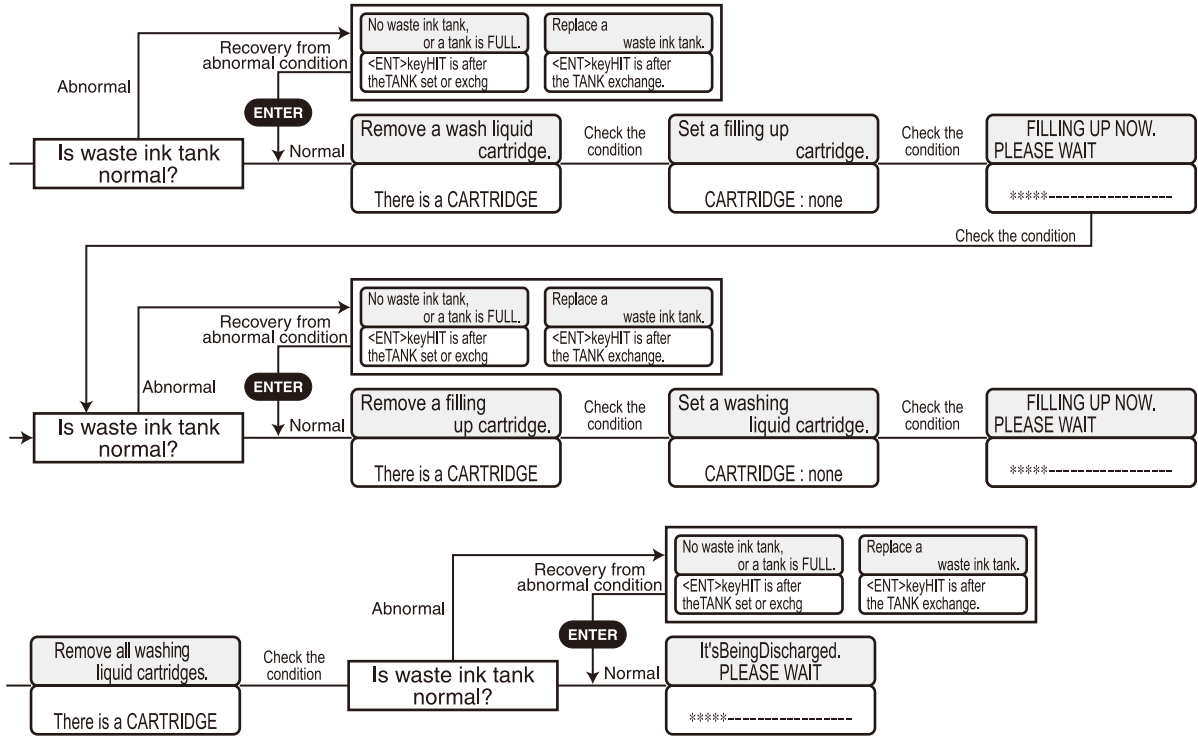 No waste ink tank,
or a tank is FULL.
<ENT>keyHIT is after
theTANK set or exchg
Replace a
waste ink tank.
<ENT>keyHIT is after
the TANK exchange.
Recovery from
abnormal condition
Abnormal
ENTER
Is waste ink tank
normal?
Normal
Remove a wash liquid
cartridge.
There is a CARTRIDGE
Check the
condition
Set a filling up
cartridge.
CARTRIDGE : none
Check the
condition
FILLING UP NOW.
PLEASE WAIT
*****-----------------
Check the condition
No waste ink tank,
or a tank is FULL.
<ENT>keyHIT is after
theTANK set or exchg
Replace a
waste ink tank.
<ENT>keyHIT is after
the TANK exchange.
Recovery from
abnormal condition
Abnormal
ENTER
Is waste ink tank
normal?
Normal
Remove a filling
up cartridge.
There is a CARTRIDGE
Check the
condition
Set a washing
liquid cartridge.
CARTRIDGE : none
Check the
condition
FILLING UP NOW.
PLEASE WAIT
*****-----------------
No waste ink tank,
or a tank is FULL.
<ENT>keyHIT is after
theTANK set or exchg
Replace a
waste ink tank.
<ENT>keyHIT is after
the TANK exchange.
Recovery from
abnormal condition
Abnormal
ENTER
Remove all washing
liquid cartridges.
There is a CARTRIDGE
Check the
condition
Is waste ink tank
normal?
Normal
It'sBeingDischarged.
PLEASE WAIT
*****-----------------